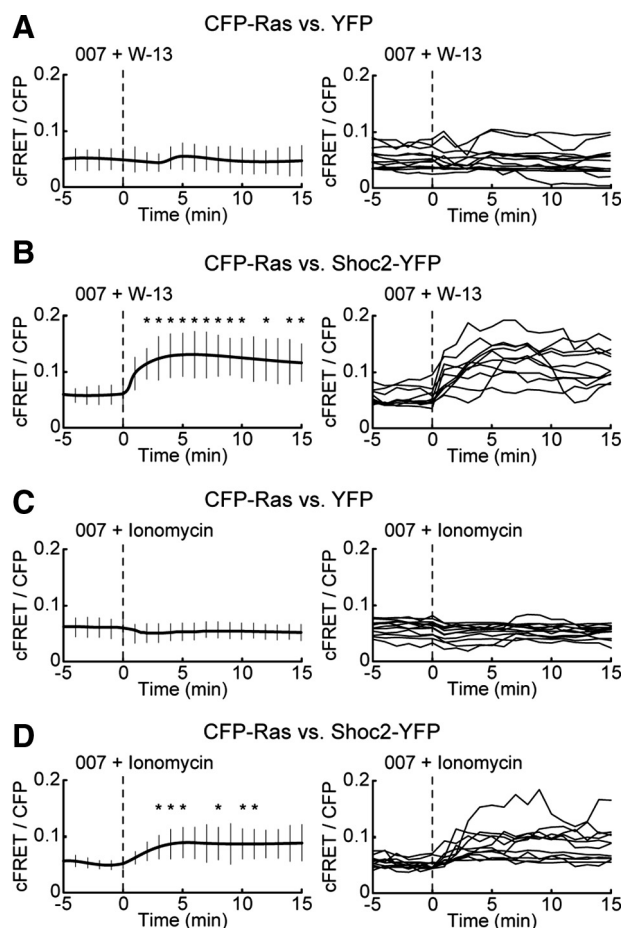 A
CFP-Ras vs. YFP
007 + W-13
007 + W-13
cFRET / CFP
0.2
0.1
0
-5 0 5 10 15
Time (min)
cFRET / CFP
0.2
0.1
0
-5 0 5 10 15
Time (min)
B
CFP-Ras vs. Shoc2-YFP
007 + W-13
007 + W-13
cFRET / CFP
0.2
0.1
0
* * * * * * * * * * * *
-5 0 5 10 15
Time (min)
cFRET / CFP
0.2
0.1
0
-5 0 5 10 15
Time (min)
C
CFP-Ras vs. YFP
007 + Ionomycin
007 + Ionomycin
cFRET / CFP
0.2
0.1
0
-5 0 5 10 15
Time (min)
cFRET / CFP
0.2
0.1
0
-5 0 5 10 15
Time (min)
D
CFP-Ras vs. Shoc2-YFP
007 + Ionomycin
007 + Ionomycin
cFRET / CFP
0.2
0.1
0
* * * * * *
-5 0 5 10 15
Time (min)
cFRET / CFP
0.2
0.1
0
-5 0 5 10 15
Time (min)